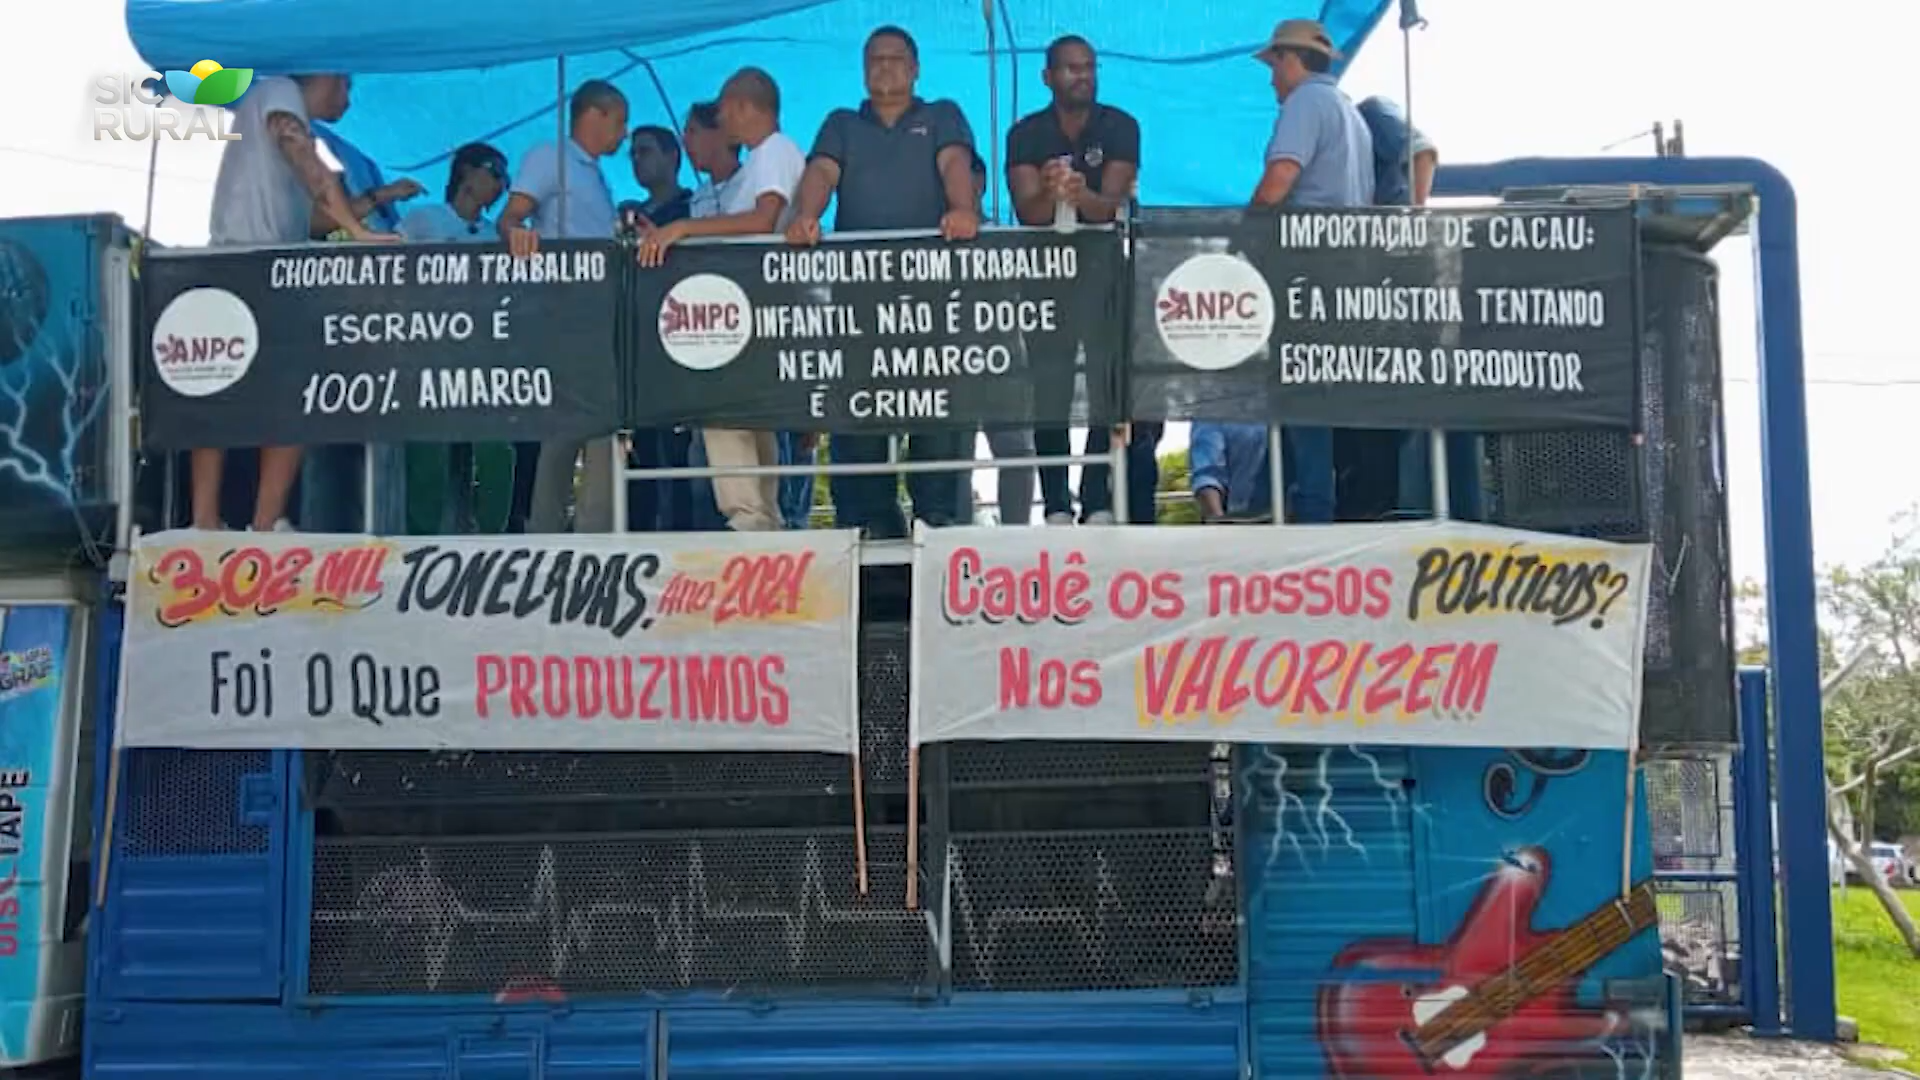 SIC
RURAL
CHOCOLATE COM TRABALHO
ESCRAVO É
100% AMARGO
ANPC
CHOCOLATE COM TRABALHO
INFANTIL NÃO É DOCE
NEM AMARGO
É CRIME
ANPC
IMPORTAÇÃO DE CACAU:
É A INDÚSTRIA TENTANDO
ESCRAVIZAR O PRODUTOR
ANPC
302 MIL TONELADAS. Ano 2021
Foi O Que PRODUZIMOS
Cadê os nossos POLÍTICOS?
Nos VALORIZEM